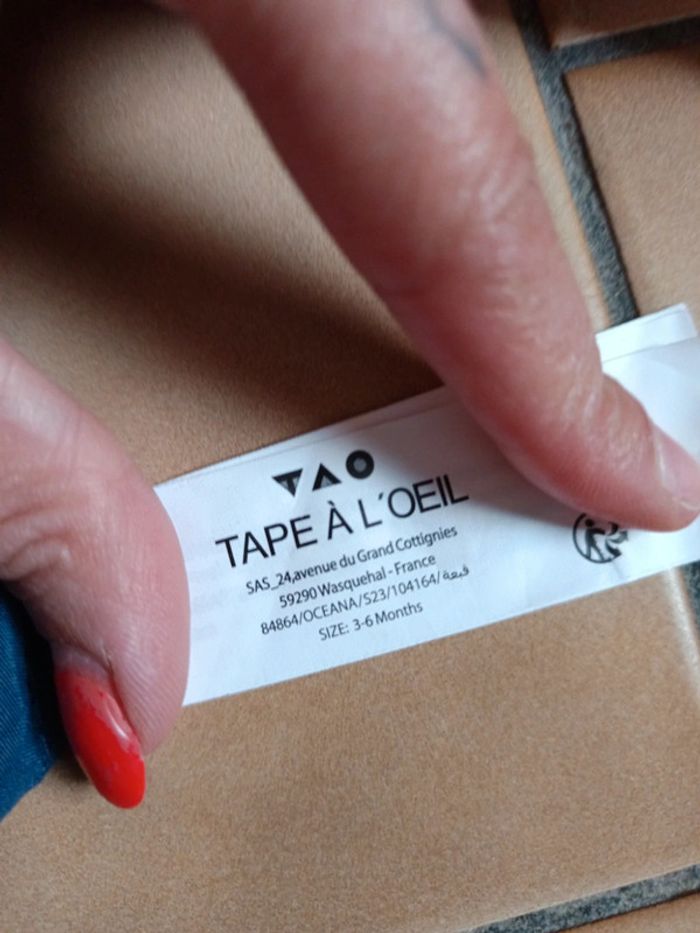 TAO
TAPE À L'OEIL
SAS_24,avenue du Grand Cottignies
59290 Wasquehal - France
84864/OCEANA/S23/104164/قبعة
SIZE: 3-6 Months